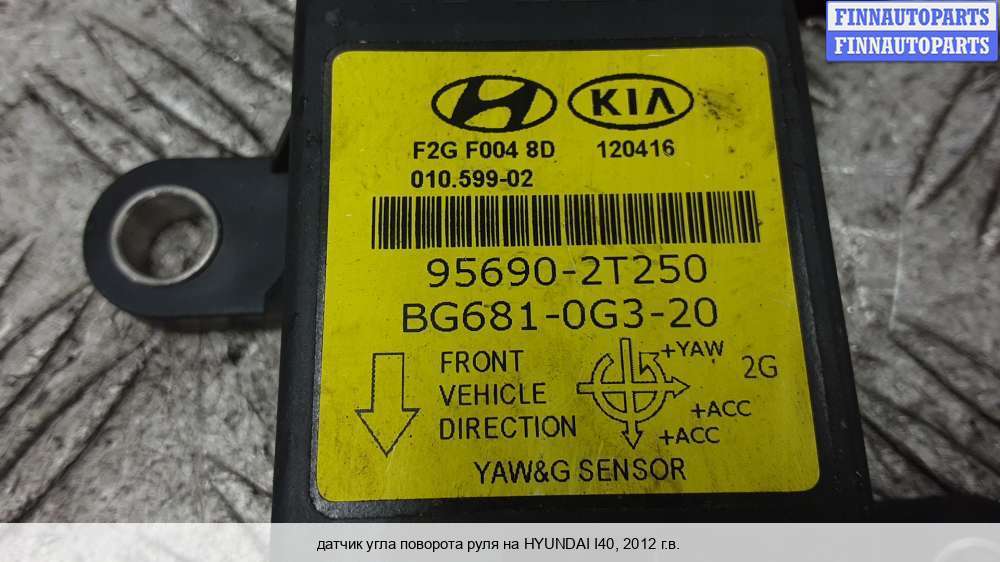 FINNAUTOPARTS
FINNAUTOPARTS
KIA
F2G F004 8D 120416
010.599-02
95690-2T250
BG681-0G3-20
FRONT
VEHICLE
DIRECTION
+YAW
2G
+ACC
+ACC
YAW&G SENSOR
датчик угла поворота руля на HYUNDAI I40, 2012 г.в.